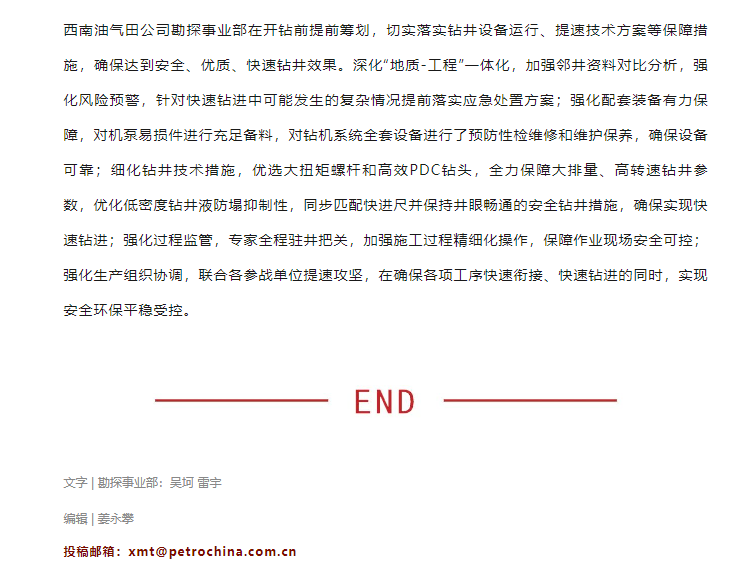 西南油气田公司勘探事业部在开钻前提前筹划，切实落实钻井设备运行、提速技术方案等保障措
施，确保达到安全、优质、快速钻井效果。深化“地质-工程”一体化，加强邻井资料对比分析，强
化风险预警，针对快速钻进中可能发生的复杂情况提前落实应急处置方案；强化配套装备有力保
障，对机泵易损件进行充足备料，对钻机系统全套设备进行了预防性检维修和维护保养，确保设备
可靠；细化钻井技术措施，优选大扭矩螺杆和高效PDC钻头，全力保障大排量、高转速钻井参
数，优化低密度钻井液防塌抑制性，同步匹配快进尺并保持井眼畅通的安全钻井措施，确保实现快
速钻进；强化过程监管，专家全程驻井把关，加强施工过程精细化操作，保障作业现场安全可控；
强化生产组织协调，联合各参战单位提速攻坚，在确保各项工序快速衔接、快速钻进的同时，实现
安全环保平稳受控。
END
文字 | 勘探事业部：吴坷 雷宇
编辑 | 姜永攀
投稿邮箱：xmt@petrochina.com.cn